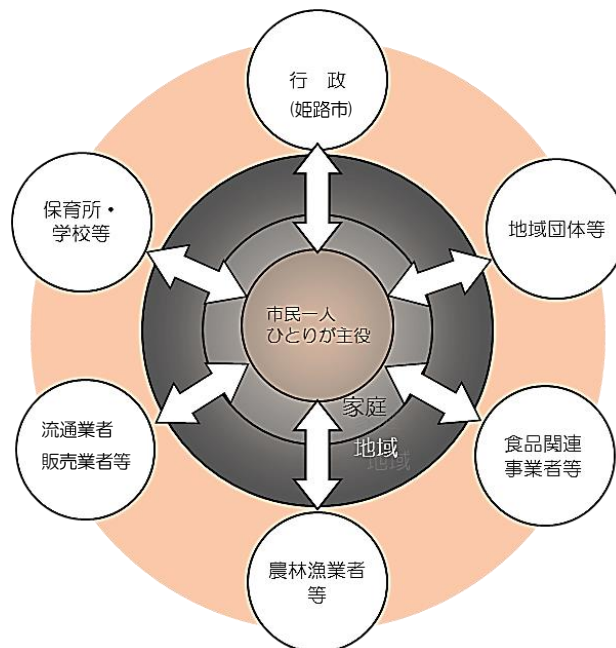 行 政
(姫路市)
保育所・
学校等
地域団体等
市民一人
ひとりが主役
家庭
地域
流通業者
販売業者等
食品関連
事業者等
農林漁業者
等